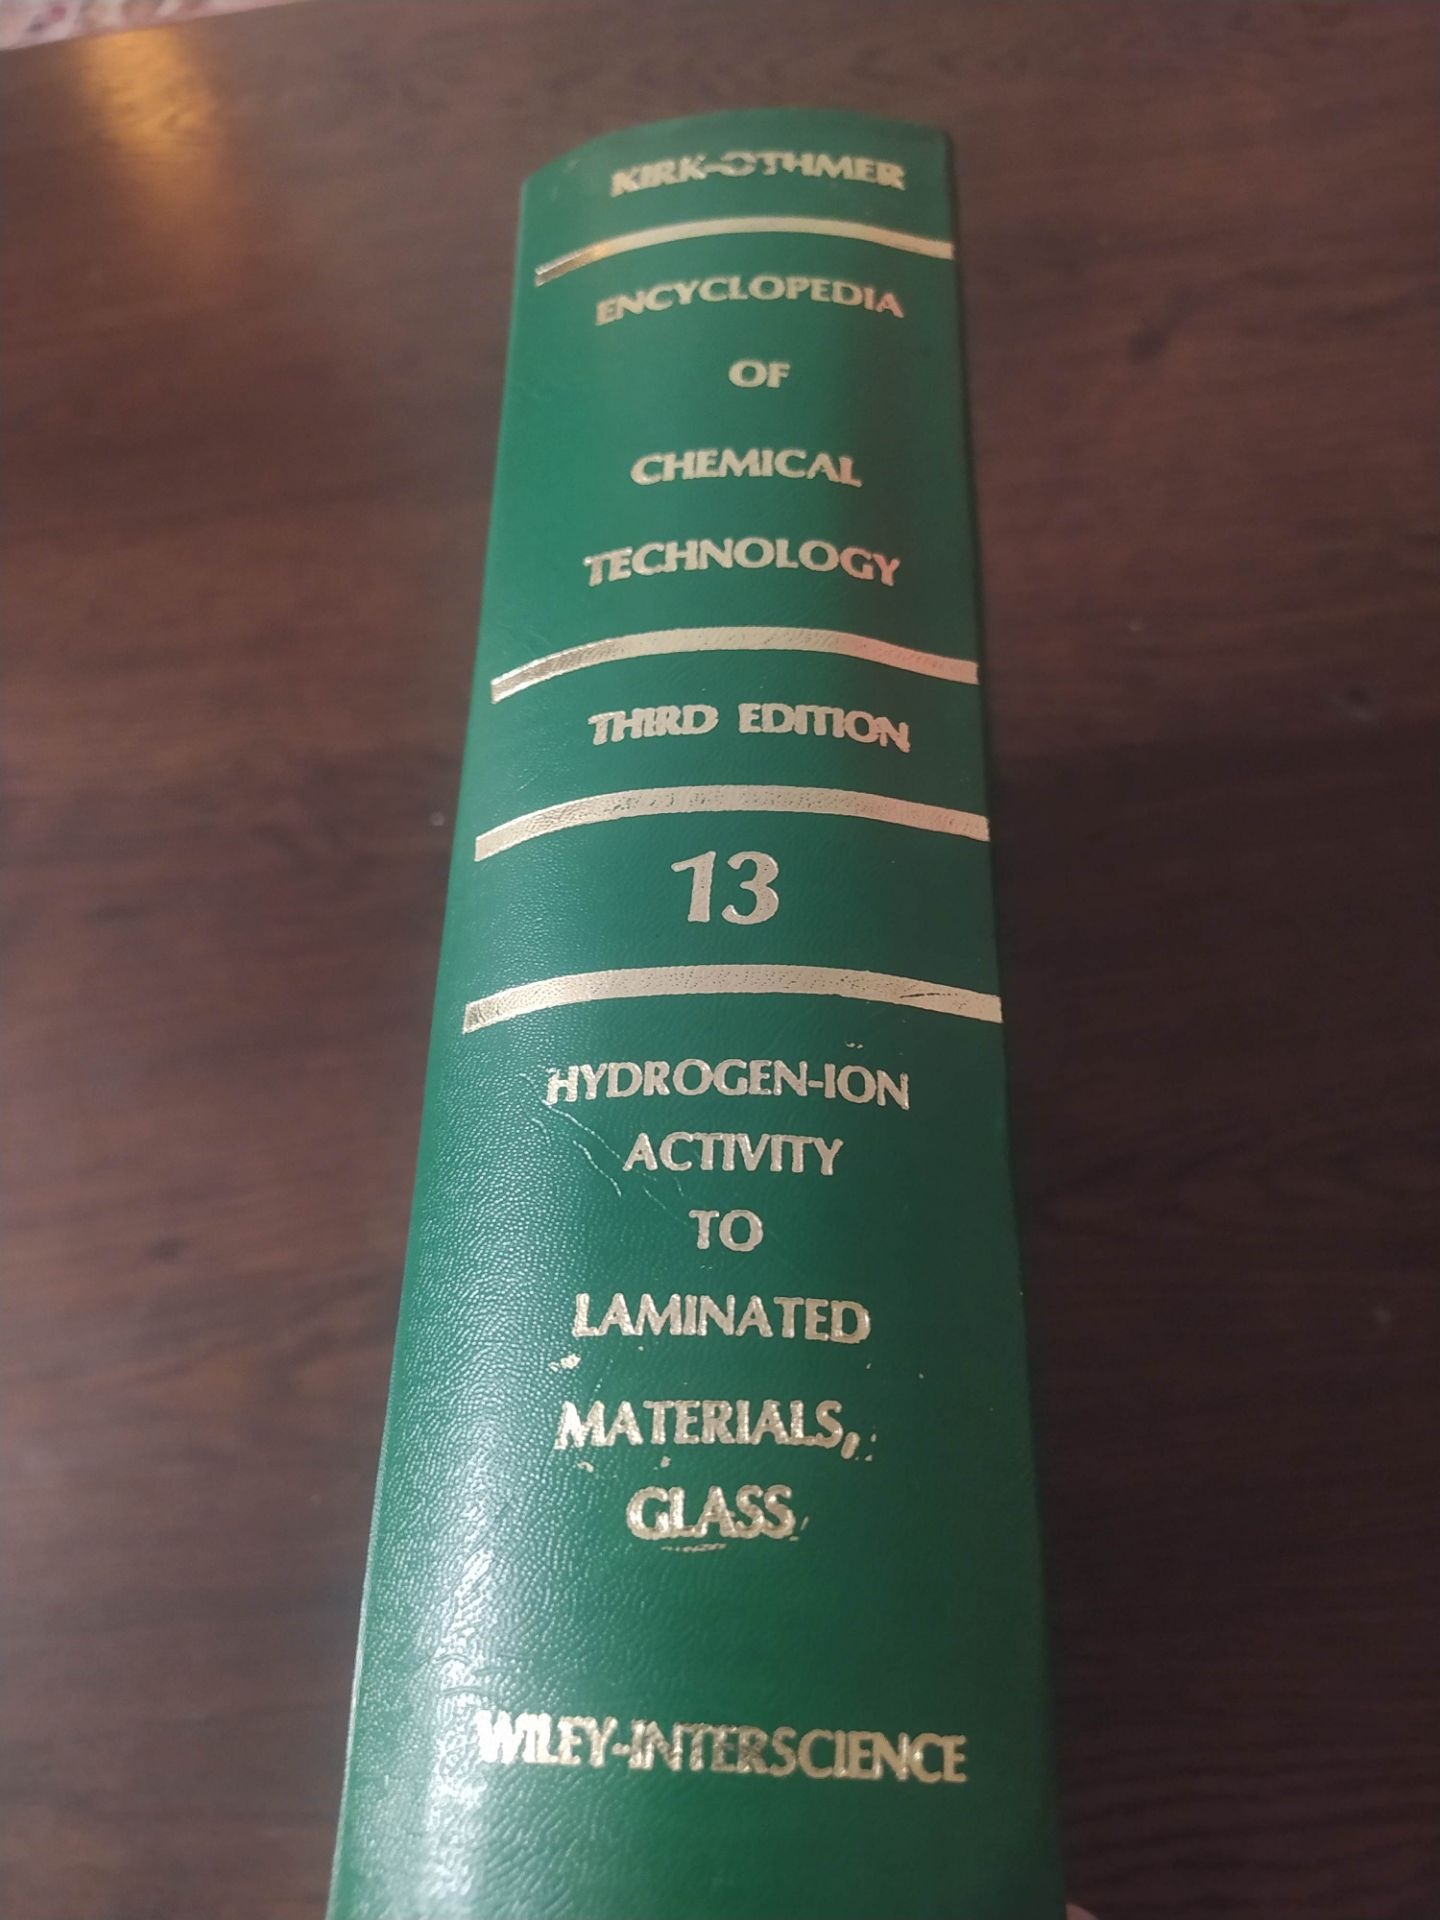 KIRK-OTHMER
ENCYCLOPEDIA
OF
CHEMICAL
TECHNOLOGY
THIRD EDITION
13
HYDROGEN-ION
ACTIVITY
TO
LAMINATED
MATERIALS,
GLASS
WILEY-INTERSCIENCE